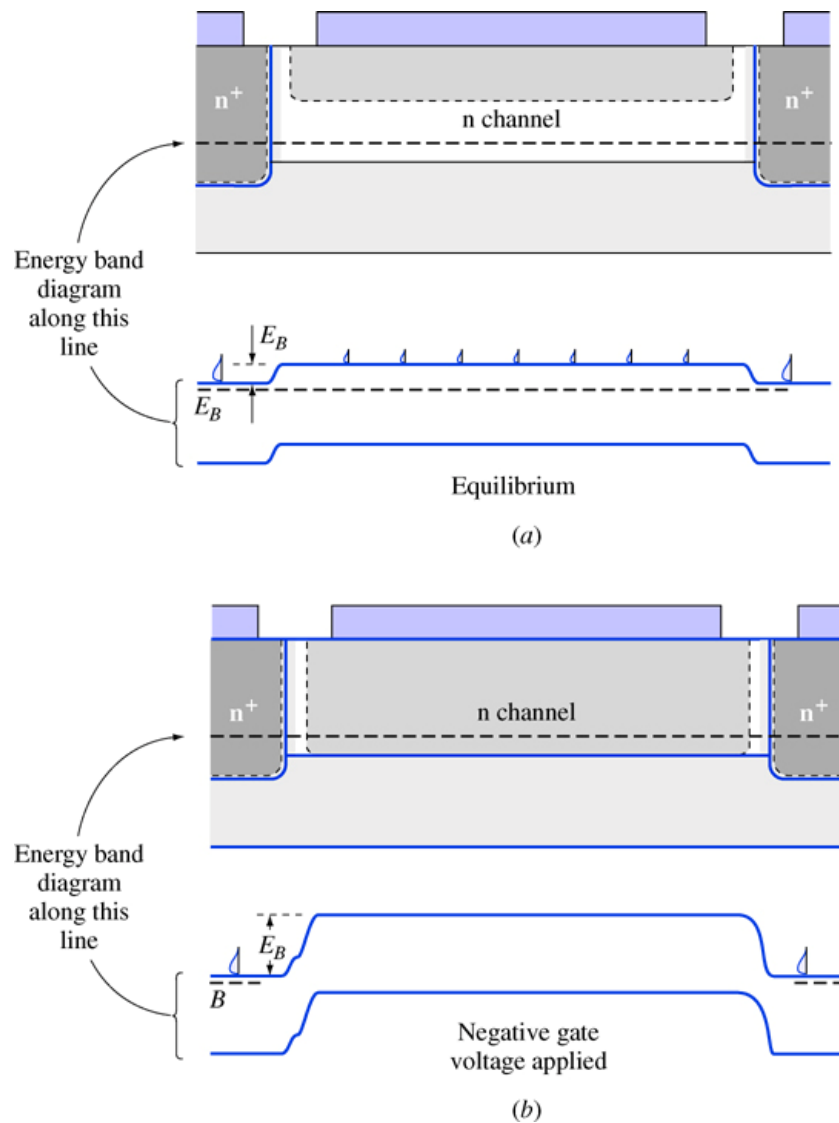 n+
n channel
n+
Energy band
diagram
along this
line
E_B
E_B
Equilibrium
(a)
n+
n channel
n+
Energy band
diagram
along this
line
E_B
B
Negative gate
voltage applied
(b)